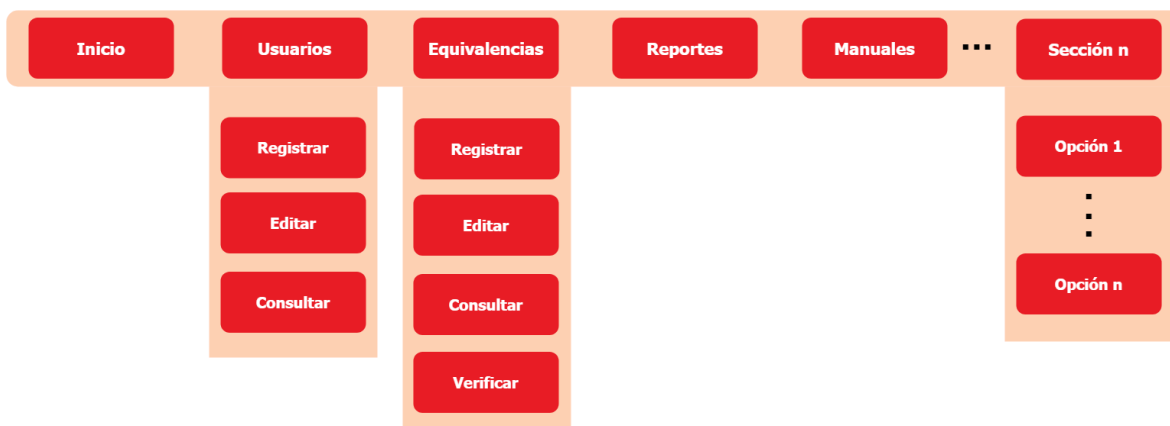 Inicio
Usuarios
Equivalencias
Reportes
Manuales
...
Sección n
Registrar
Editar
Consultar
Registrar
Editar
Consultar
Verificar
Opción 1
Opción n